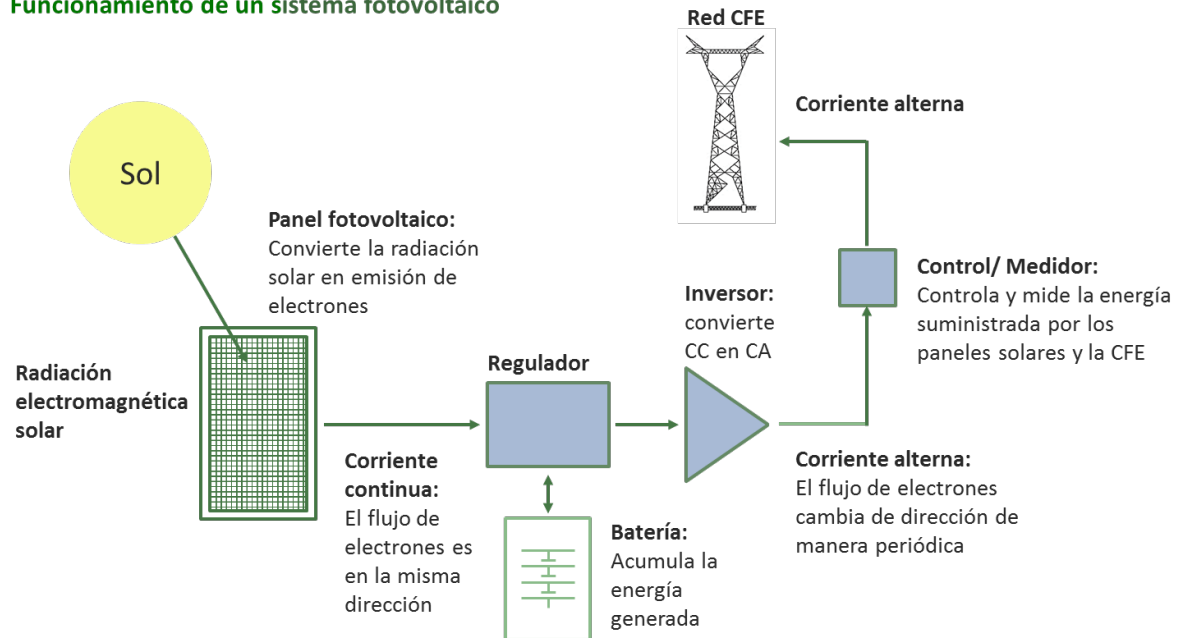 Funcionamiento de un sistema fotovoltaico
Red CFE
Corriente alterna
Sol
Panel fotovoltaico:
Convierte la radiación
solar en emisión de
electrones
Control/ Medidor:
Controla y mide la energía
suministrada por los
paneles solares y la CFE
Inversor:
convierte
CC en CA
Regulador
Radiación
electromagnética
solar
Corriente
continua:
El flujo de
electrones es
en la misma
dirección
Corriente alterna:
El flujo de electrones
cambia de dirección de
manera periódica
Batería:
Acumula la
energía
generada